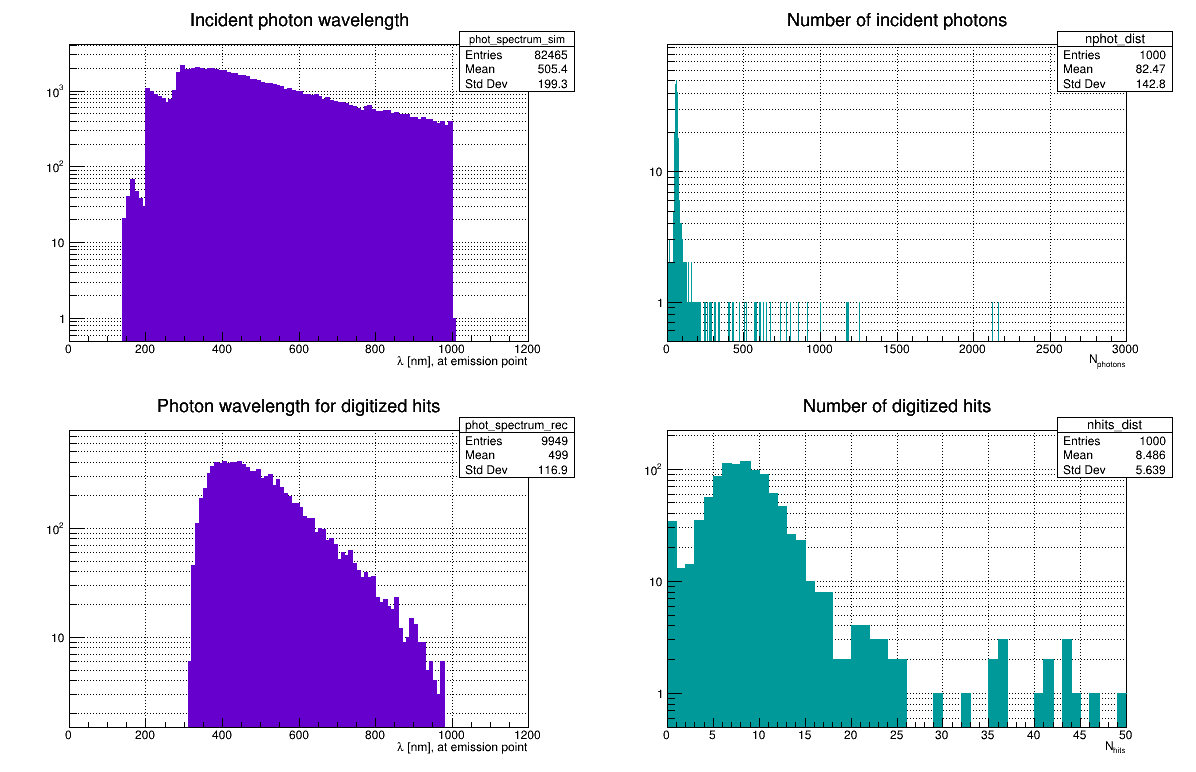 Incident photon wavelength
phot_spectrum_sim
Entries 82465
Mean 505.4
Std Dev 199.3
10³
10²
10
1
0 200 400 600 800 1000 1200
λ [nm], at emission point
Number of incident photons
nphot_dist
Entries 1000
Mean 82.47
Std Dev 142.8
10
1
0 500 1000 1500 2000 2500 3000
Nphotons
Photon wavelength for digitized hits
phot_spectrum_rec
Entries 9949
Mean 499
Std Dev 116.9
10²
10
0 200 400 600 800 1000 1200
λ [nm], at emission point
Number of digitized hits
nhits_dist
Entries 1000
Mean 8.486
Std Dev 5.639
10²
10
1
0 5 10 15 20 25 30 35 40 45 50
Nhits